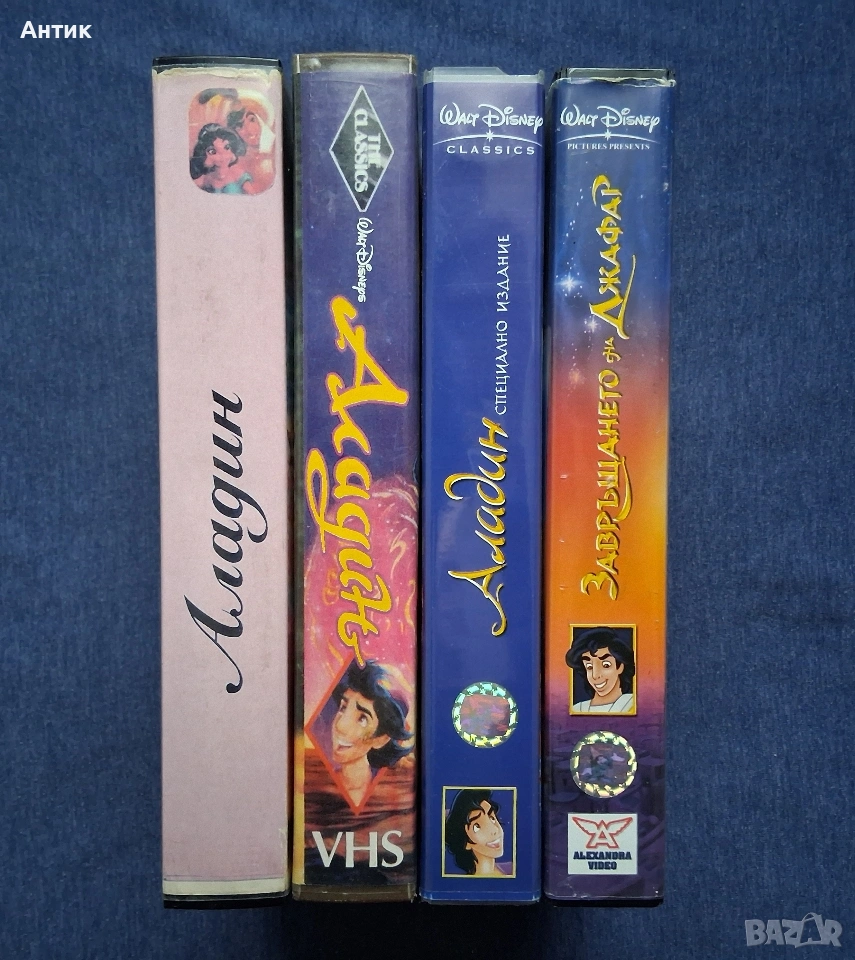 Антик
Аладин
THE
CLASSICS
WALT DISNEY'S
Аладин
VHS
WALT DISNEY
CLASSICS
Аладин СПЕЦИАЛНО ИЗДАНИЕ
WALT DISNEY
PICTURES PRESENTS
ЗАВРЪЩАНЕТО НА ДЖАФАР
ALEXANDRA
VIDEO
BAZAR